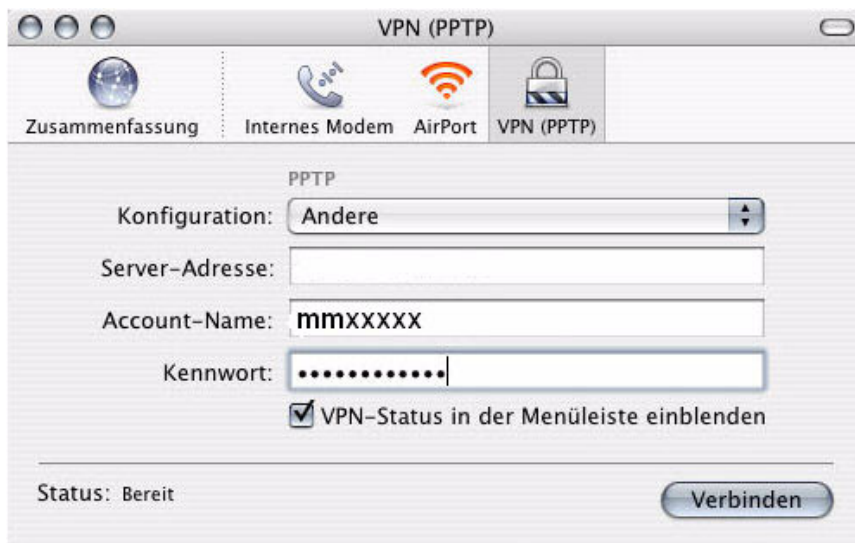 VPN (PPTP)
Zusammenfassung
Internes Modem
AirPort
VPN (PPTP)
PPTP
Konfiguration: Andere
Server-Adresse:
Account-Name: mmxxxxx
Kennwort: ••••••••••••
VPN-Status in der Menüleiste einblenden
Status: Bereit
Verbinden